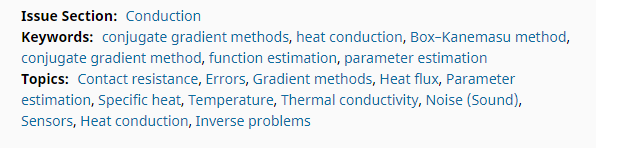 Issue Section: Conduction
Keywords: conjugate gradient methods, heat conduction, Box–Kanemasu method,
conjugate gradient method, function estimation, parameter estimation
Topics: Contact resistance, Errors, Gradient methods, Heat flux, Parameter
estimation, Specific heat, Temperature, Thermal conductivity, Noise (Sound),
Sensors, Heat conduction, Inverse problems